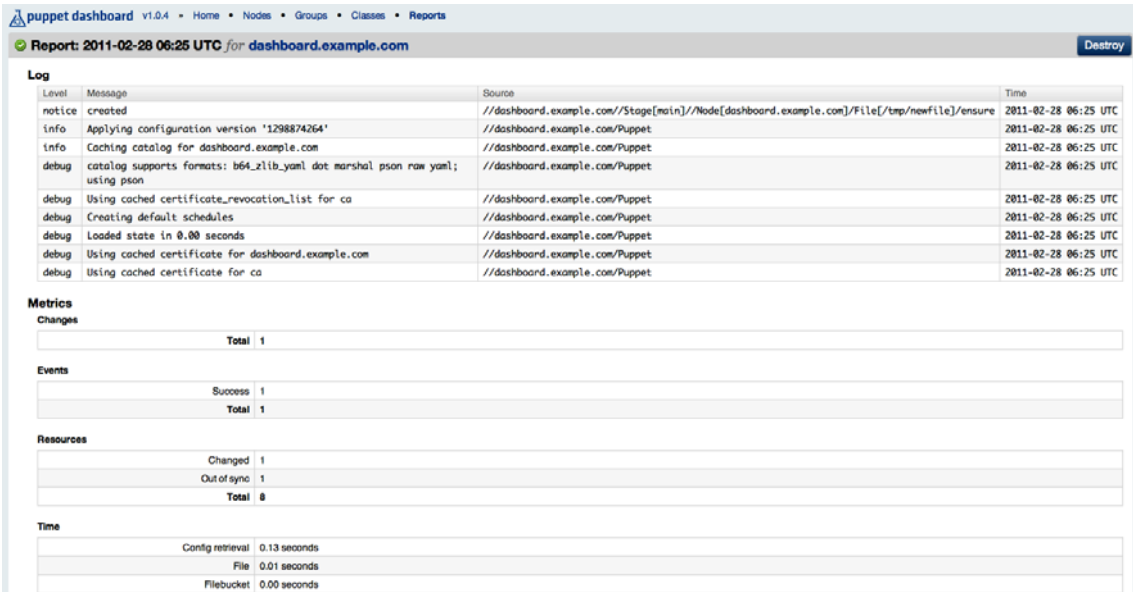 puppet dashboard v1.0.4 • Home • Nodes • Groups • Classes • Reports
Report: 2011-02-28 06:25 UTC for dashboard.example.com Destroy
Log
Level Message Source Time
notice created //dashboard.example.com//Stage[main]//Node[dashboard.example.com]/File[/tmp/newfile]/ensure 2011-02-28 06:25 UTC
info Applying configuration version '1298874264' //dashboard.example.com/Puppet 2011-02-28 06:25 UTC
info Caching catalog for dashboard.example.com //dashboard.example.com/Puppet 2011-02-28 06:25 UTC
debug catalog supports formats: b64_zlib_yaml dot marshal pson raw yaml; //dashboard.example.com/Puppet 2011-02-28 06:25 UTC
using pson
debug Using cached certificate_revocation_list for ca //dashboard.example.com/Puppet 2011-02-28 06:25 UTC
debug Creating default schedules //dashboard.example.com/Puppet 2011-02-28 06:25 UTC
debug Loaded state in 0.00 seconds //dashboard.example.com/Puppet 2011-02-28 06:25 UTC
debug Using cached certificate for dashboard.example.com //dashboard.example.com/Puppet 2011-02-28 06:25 UTC
debug Using cached certificate for ca //dashboard.example.com/Puppet 2011-02-28 06:25 UTC
Metrics
Changes
Total 1
Events
Success 1
Total 1
Resources
Changed 1
Out of sync 1
Total 8
Time
Config retrieval 0.13 seconds
File 0.01 seconds
Filebucket 0.00 seconds